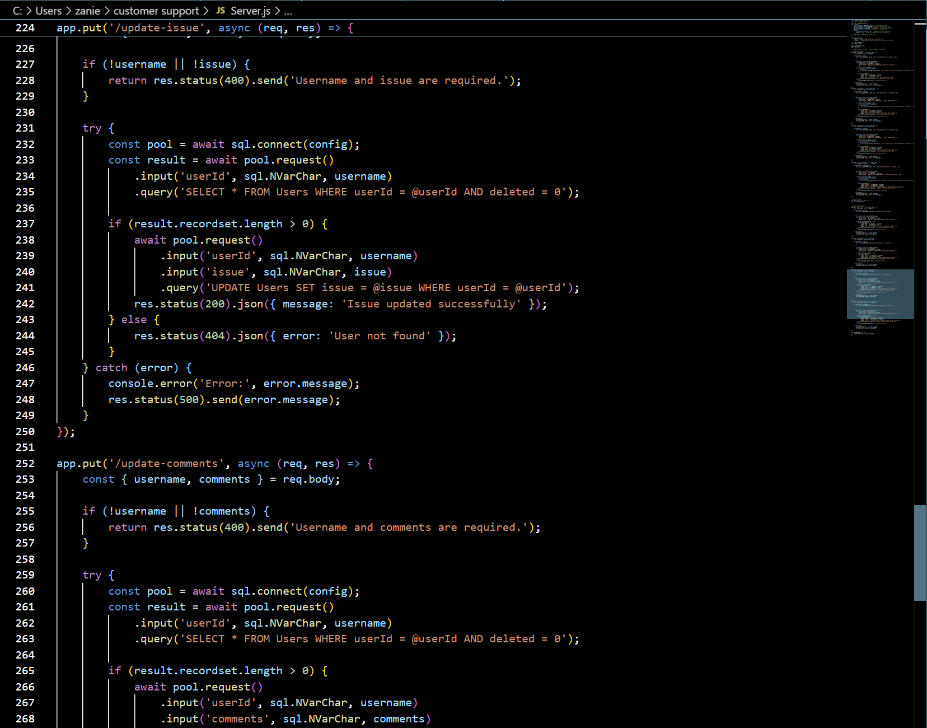 C: > Users > zanie > customer support > JS Server.js > ...
224 app.put('/update-issue', async (req, res) => {
226
227 if (!username || !issue) {
228 return res.status(400).send('Username and issue are required.');
229 }
230
231 try {
232 const pool = await sql.connect(config);
233 const result = await pool.request()
234 .input('userId', sql.NVarChar, username)
235 .query('SELECT * FROM Users WHERE userId = @userId AND deleted = 0');
236
237 if (result.recordset.length > 0) {
238 await pool.request()
239 .input('userId', sql.NVarChar, username)
240 .input('issue', sql.NVarChar, issue)
241 .query('UPDATE Users SET issue = @issue WHERE userId = @userId');
242 res.status(200).json({ message: 'Issue updated successfully' });
243 } else {
244 res.status(404).json({ error: 'User not found' });
245 }
246 } catch (error) {
247 console.error('Error:', error.message);
248 res.status(500).send(error.message);
249 }
250 });
251
252 app.put('/update-comments', async (req, res) => {
253 const { username, comments } = req.body;
254
255 if (!username || !comments) {
256 return res.status(400).send('Username and comments are required.');
257 }
258
259 try {
260 const pool = await sql.connect(config);
261 const result = await pool.request()
262 .input('userId', sql.NVarChar, username)
263 .query('SELECT * FROM Users WHERE userId = @userId AND deleted = 0');
264
265 if (result.recordset.length > 0) {
266 await pool.request()
267 .input('userId', sql.NVarChar, username)
268 .input('comments', sql.NVarChar, comments)